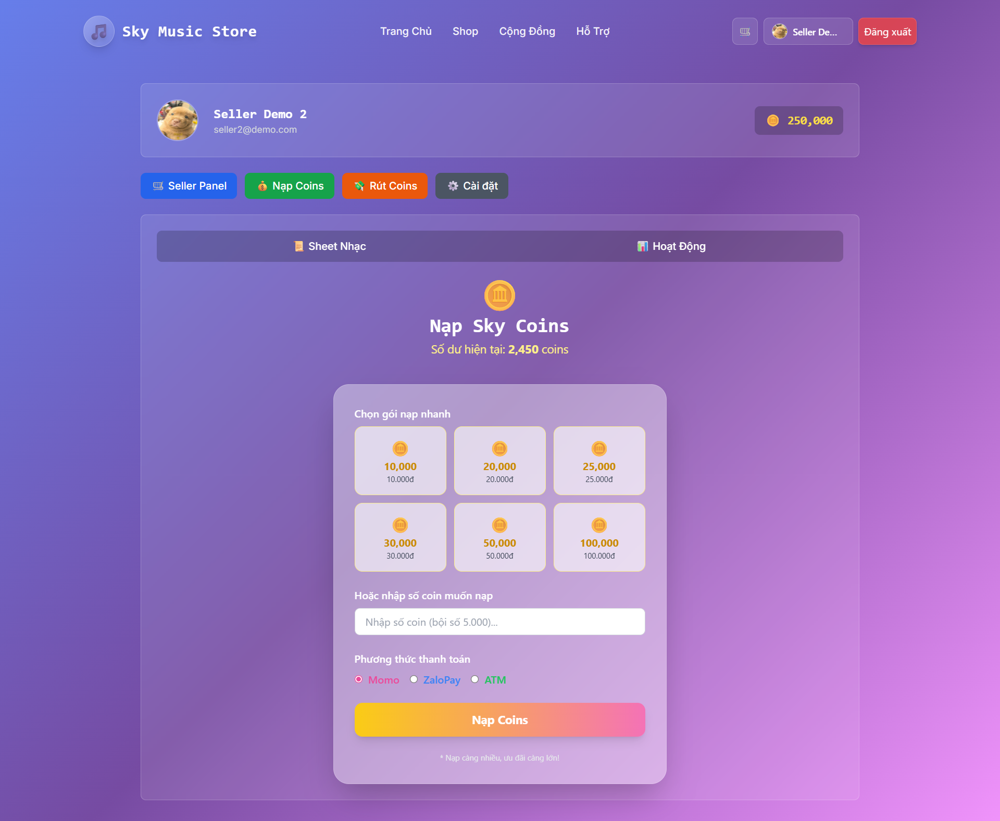 Sky Music Store
Trang Chủ
Shop
Cộng Đồng
Hỗ Trợ
Seller De...
Đăng xuất
Seller Demo 2
seller2@demo.com
250,000
Seller Panel
Nạp Coins
Rút Coins
Cài đặt
Sheet Nhạc
Hoạt Động
Nạp Sky Coins
Số dư hiện tại: 2,450 coins
Chọn gói nạp nhanh
10,000
10.000đ
20,000
20.000đ
25,000
25.000đ
30,000
30.000đ
50,000
50.000đ
100,000
100.000đ
Hoặc nhập số coin muốn nạp
Nhập số coin (bội số 5.000)...
Phương thức thanh toán
Momo
ZaloPay
ATM
Nạp Coins
* Nạp càng nhiều, ưu đãi càng lớn!